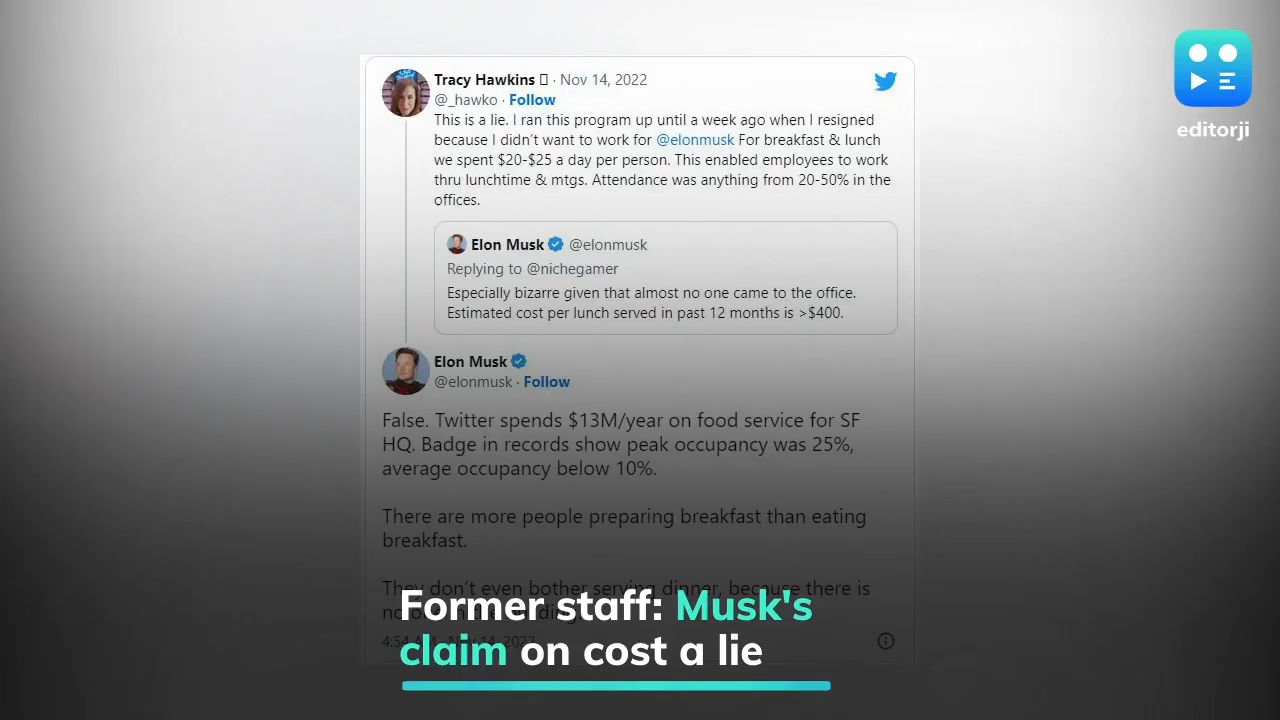 Tracy Hawkins · Nov 14, 2022
@_hawko · Follow
This is a lie. I ran this program up until a week ago when I resigned
because I didn't want to work for @elonmusk For breakfast & lunch
we spent $20-$25 a day per person. This enabled employees to work
thru lunchtime & mtgs. Attendance was anything from 20-50% in the
offices.
Elon Musk @elonmusk
Replying to @nichegamer
Especially bizarre given that almost no one came to the office.
Estimated cost per lunch served in past 12 months is >$400.
Elon Musk
@elonmusk · Follow
False. Twitter spends $13M/year on food service for SF
HQ. Badge in records show peak occupancy was 25%,
average occupancy below 10%.
There are more people preparing breakfast than eating
breakfast.
They don't even bother serving dinner, because there is
Former staff: Musk's
claim on cost a lie
editorji